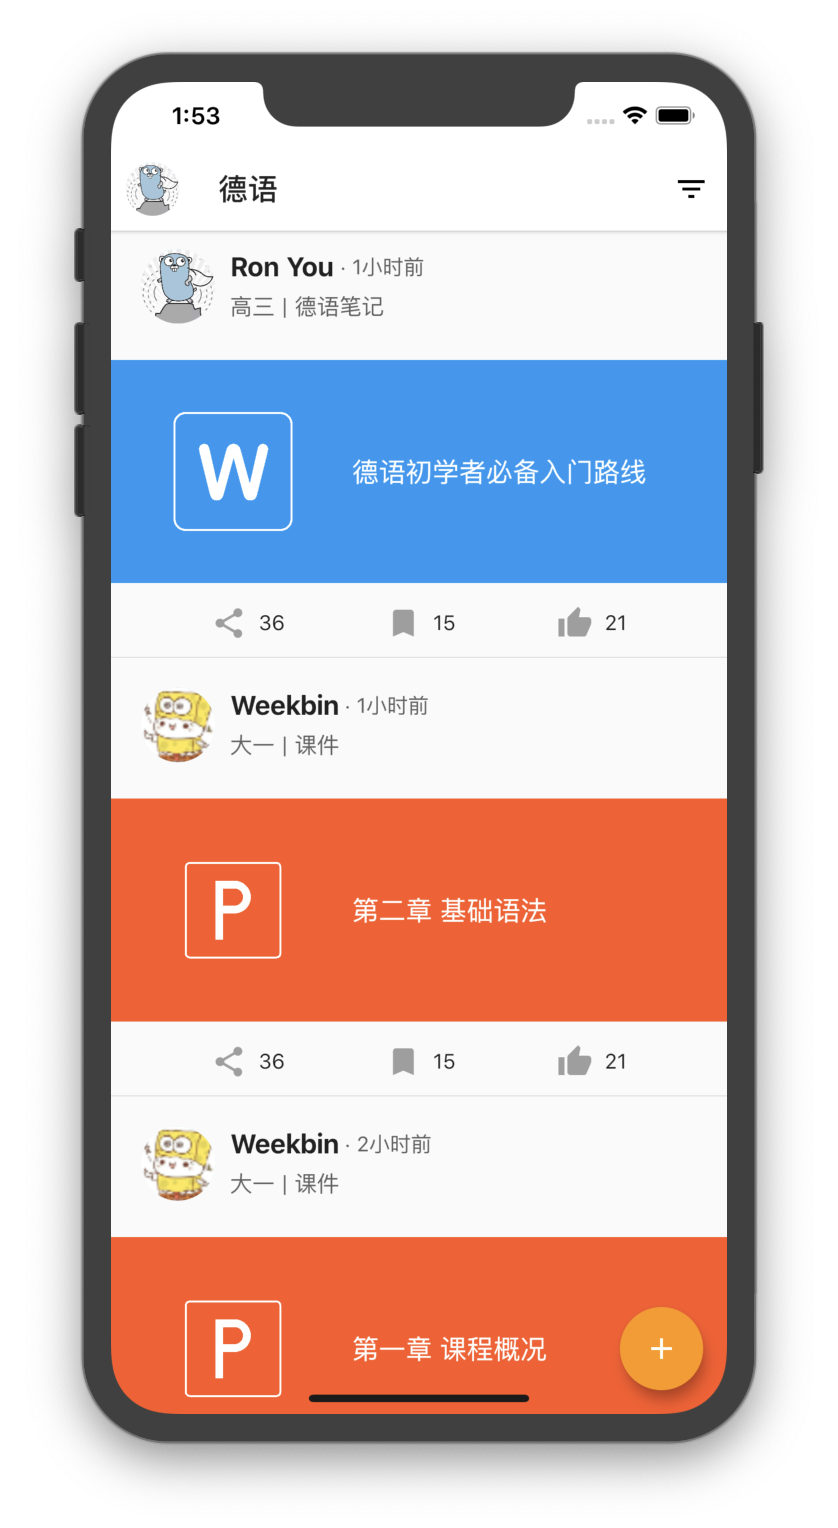 1:53
德语
Ron You · 1小时前
高三 | 德语笔记
W
德语初学者必备入门路线
36 15 21
Weekbin · 1小时前
大一 | 课件
P
第二章 基础语法
36 15 21
Weekbin · 2小时前
大一 | 课件
P
第一章 课程概况
+